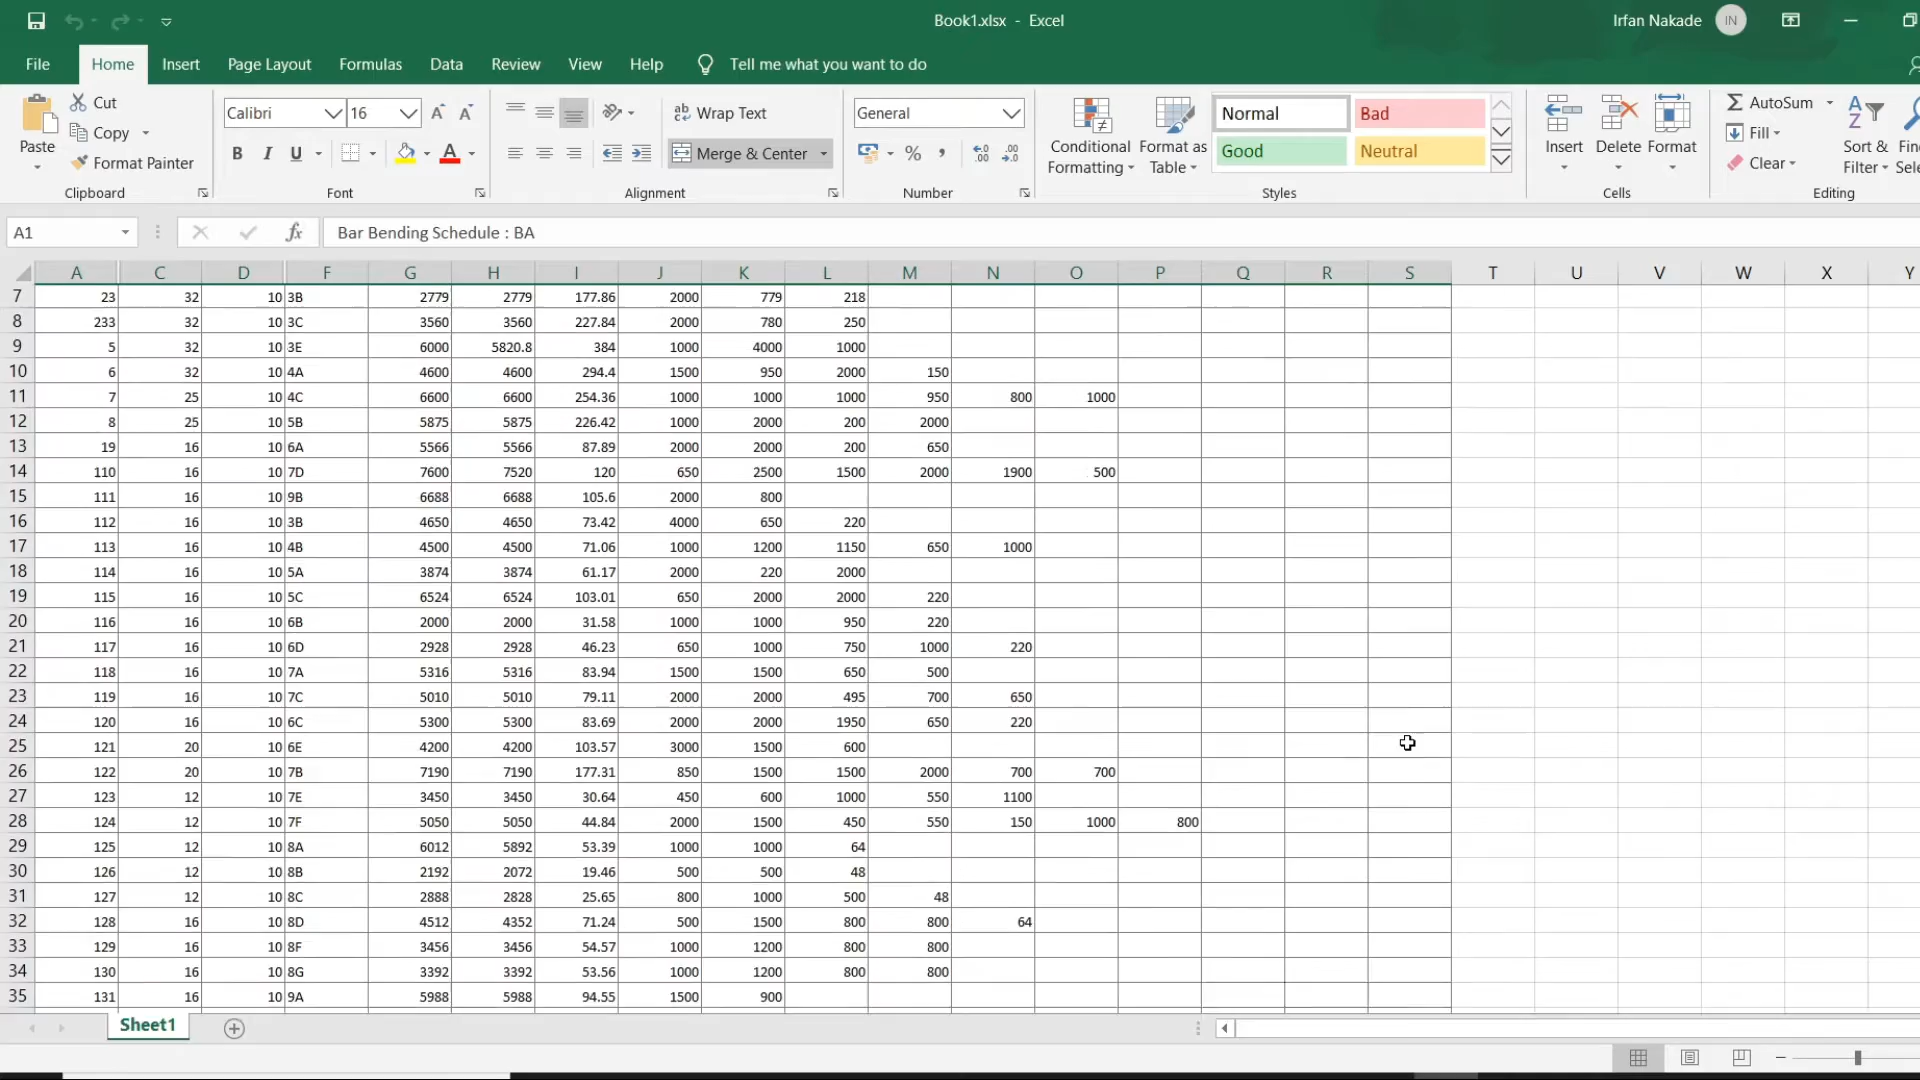 Book1.xlsx - Excel
Irfan Nakade IN
File Home Insert Page Layout Formulas Data Review View Help Tell me what you want to do
Paste
Cut
Copy
Format Painter
Clipboard
Calibri 16
B I U
Font
Wrap Text
Merge & Center
Alignment
General
Number
Conditional Formatting
Format as Table
Normal Bad
Good Neutral
Styles
Insert Delete Format
Cells
AutoSum
Fill
Clear
Sort & Filter
Editing
A1 fx Bar Bending Schedule : BA
A C D F G H I J K L M N O P Q R S T U V W X Y
7 23 32 10 3B 2779 2779 177.86 2000 779 218
8 233 32 10 3C 3560 3560 227.84 2000 780 250
9 5 32 10 3E 6000 5820.8 384 1000 4000 1000
10 6 32 10 4A 4600 4600 294.4 1500 950 2000 150
11 7 25 10 4C 6600 6600 254.36 1000 1000 1000 950 800 1000
12 8 25 10 5B 5875 5875 226.42 1000 2000 200 2000
13 19 16 10 6A 5566 5566 87.89 2000 2000 200 650
14 110 16 10 7D 7600 7520 120 650 2500 1500 2000 1900 500
15 111 16 10 9B 6688 6688 105.6 2000 800
16 112 16 10 3B 4650 4650 73.42 4000 650 220
17 113 16 10 4B 4500 4500 71.06 1000 1200 1150 650 1000
18 114 16 10 5A 3874 3874 61.17 2000 220 2000
19 115 16 10 5C 6524 6524 103.01 650 2000 2000 220
20 116 16 10 6B 2000 2000 31.58 1000 1000 950 220
21 117 16 10 6D 2928 2928 46.23 650 1000 750 1000 220
22 118 16 10 7A 5316 5316 83.94 1500 1500 650 500
23 119 16 10 7C 5010 5010 79.11 2000 2000 495 700 650
24 120 16 10 6C 5300 5300 83.69 2000 2000 1950 650 220
25 121 20 10 6E 4200 4200 103.57 3000 1500 600
26 122 20 10 7B 7190 7190 177.31 850 1500 1500 2000 700 700
27 123 12 10 7E 3450 3450 30.64 450 600 1000 550 1100
28 124 12 10 7F 5050 5050 44.84 2000 1500 450 550 150 1000 800
29 125 12 10 8A 6012 5892 53.39 1000 1000 64
30 126 12 10 8B 2192 2072 19.46 500 500 48
31 127 12 10 8C 2888 2828 25.65 800 1000 500 48
32 128 16 10 8D 4512 4352 71.24 500 1500 800 800 64
33 129 16 10 8F 3456 3456 54.57 1000 1200 800 800
34 130 16 10 8G 3392 3392 53.56 1000 1200 800 800
35 131 16 10 9A 5988 5988 94.55 1500 900
Sheet1